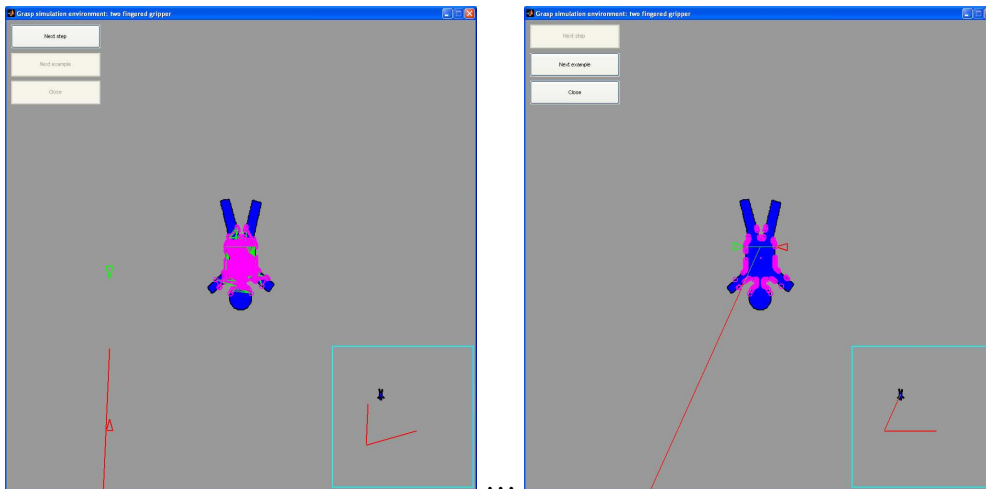 Grasp simulation environment: two fingered gripper
Next step
Next example
Close
...
Grasp simulation environment: two fingered gripper
Next step
Next example
Close